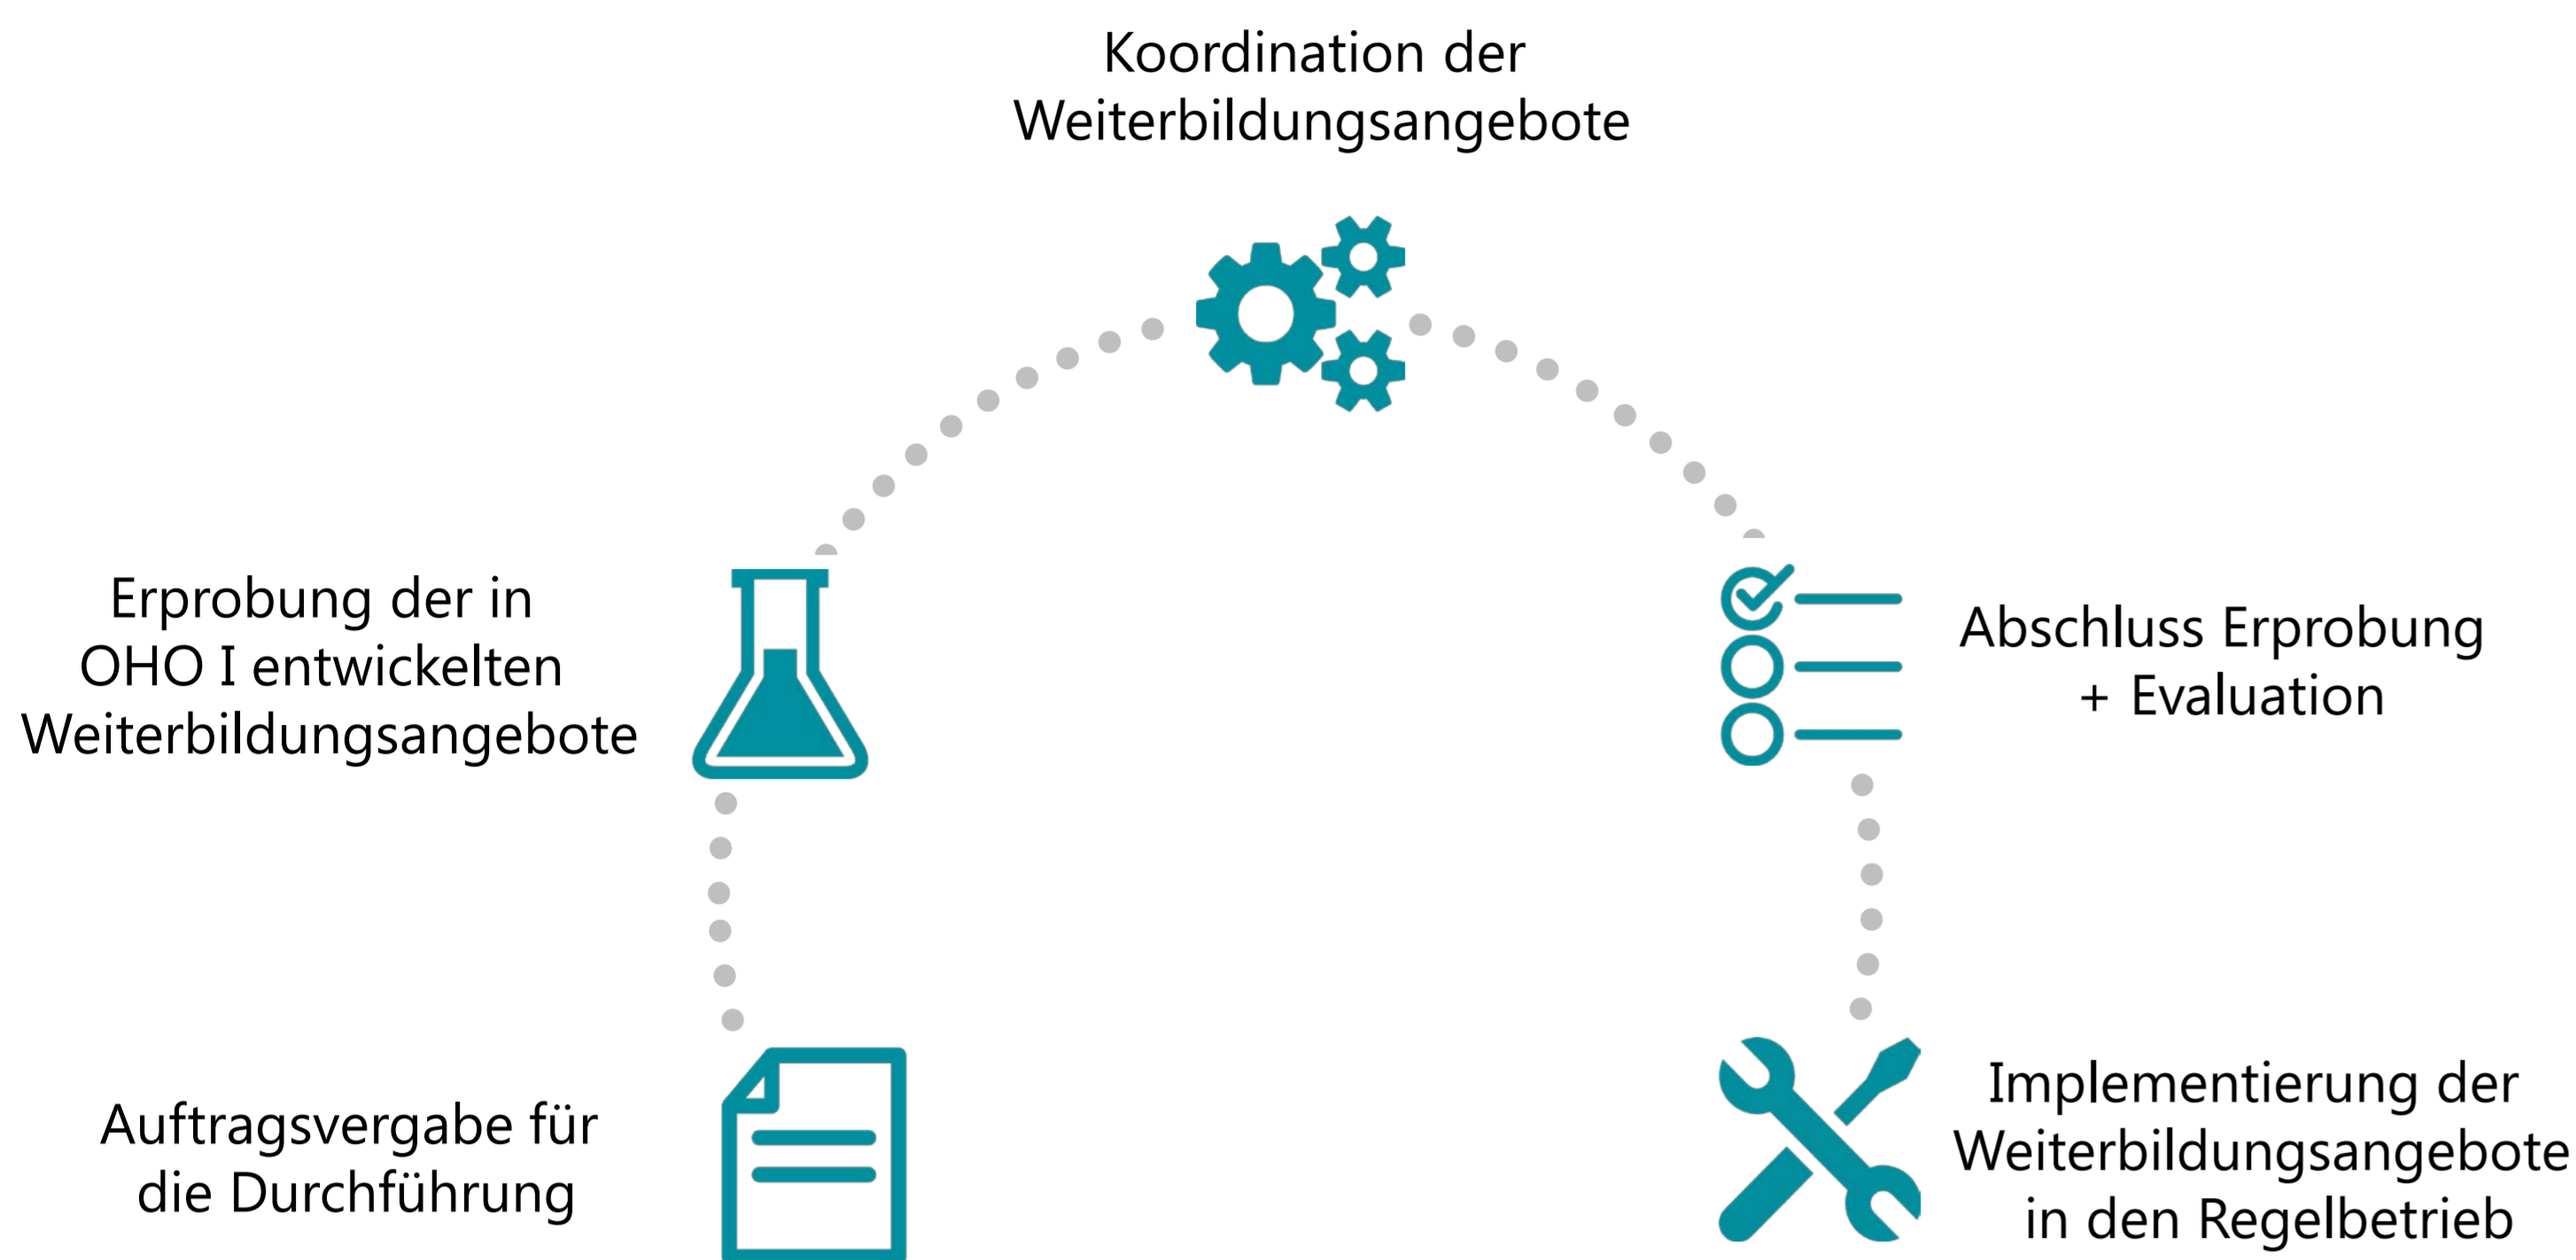 Koordination der
Weiterbildungsangebote
Erprobung der in
OHO I entwickelten
Weiterbildungsangebote
Abschluss Erprobung
+ Evaluation
Auftragsvergabe für
die Durchführung
Implementierung der
Weiterbildungsangebote
in den Regelbetrieb